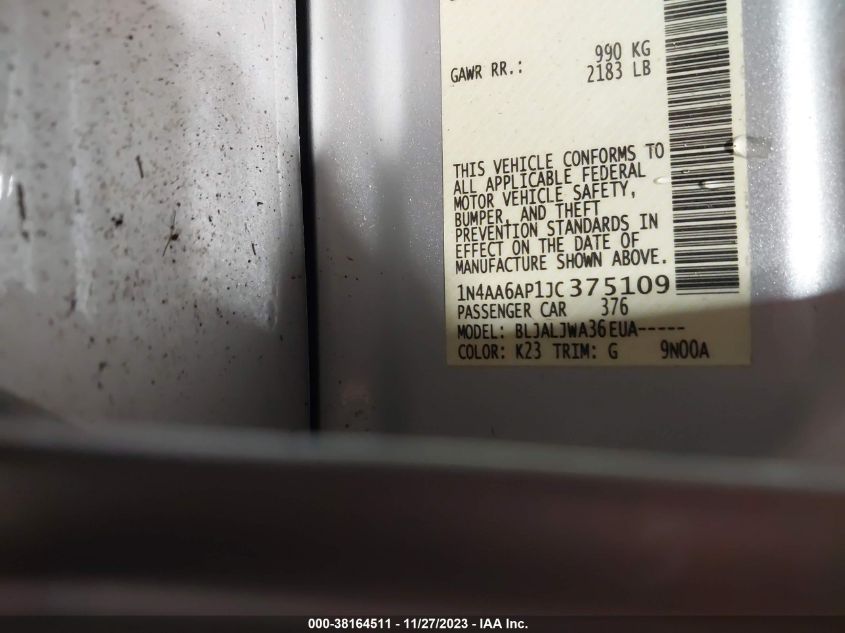 990 KG
GAWR RR.: 2183 LB
THIS VEHICLE CONFORMS TO
ALL APPLICABLE FEDERAL
MOTOR VEHICLE SAFETY,
BUMPER, AND THEFT
PREVENTION STANDARDS IN
EFFECT ON THE DATE OF
MANUFACTURE SHOWN ABOVE.
1N4AA6AP1JC375109
PASSENGER CAR 376
MODEL: BLJALJWA36EUA-----
COLOR: K23 TRIM: G 9N00A
000-38164511 - 11/27/2023 - IAA Inc.